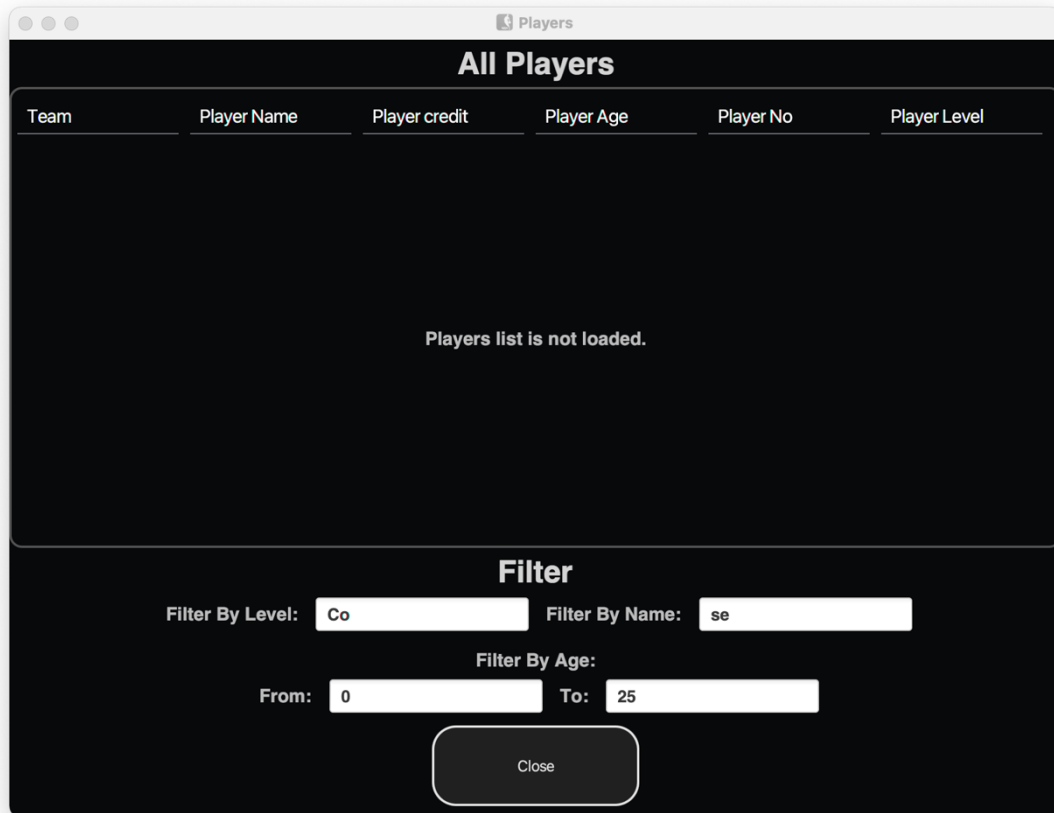 Players
All Players
Team Player Name Player credit Player Age Player No Player Level
Players list is not loaded.
Filter
Filter By Level: Co Filter By Name: se
Filter By Age:
From: 0 To: 25
Close